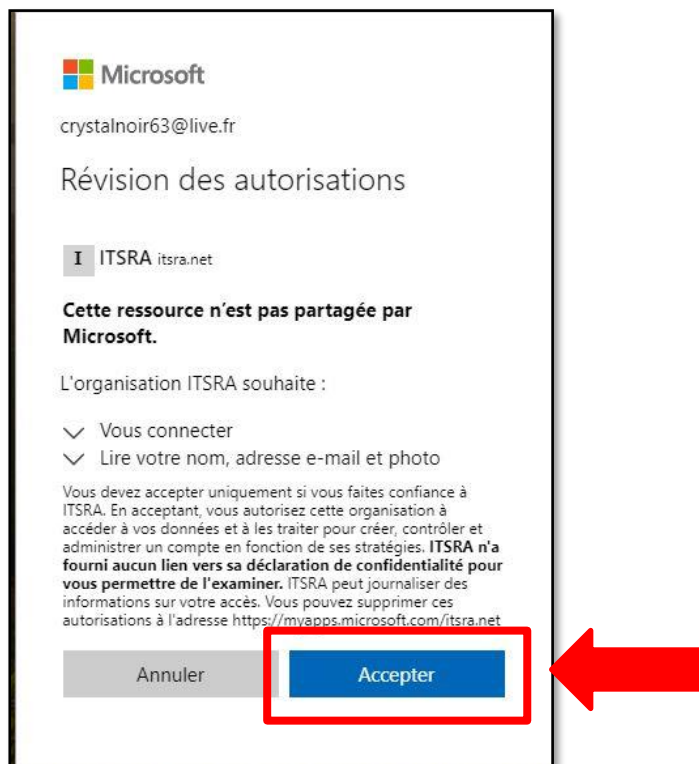 Microsoft
crystalnoir63@live.fr
Révision des autorisations
I ITSRA itsra.net
Cette ressource n’est pas partagée par
Microsoft.
L'organisation ITSRA souhaite :
Vous connecter
Lire votre nom, adresse e-mail et photo
Vous devez accepter uniquement si vous faites confiance à
ITSRA. En acceptant, vous autorisez cette organisation à
accéder à vos données et à les traiter pour créer, contrôler et
administrer un compte en fonction de ses stratégies. ITSRA n'a
fourni aucun lien vers sa déclaration de confidentialité pour
vous permettre de l'examiner. ITSRA peut journaliser des
informations sur votre accès. Vous pouvez supprimer ces
autorisations à l'adresse https://myapps.microsoft.com/itsra.net
Annuler Accepter